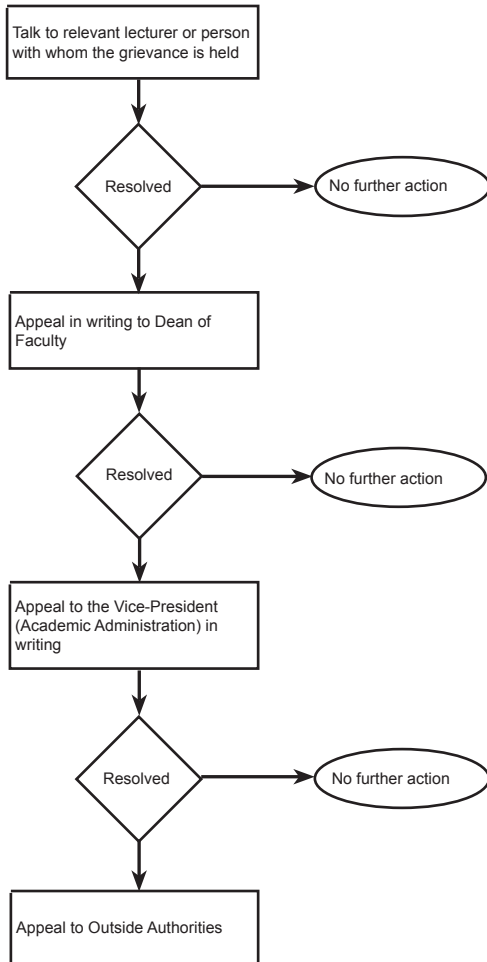 Talk to relevant lecturer or person
with whom the grievance is held
Resolved
No further action
Appeal in writing to Dean of
Faculty
Resolved
No further action
Appeal to the Vice-President
(Academic Administration) in
writing
Resolved
No further action
Appeal to Outside Authorities